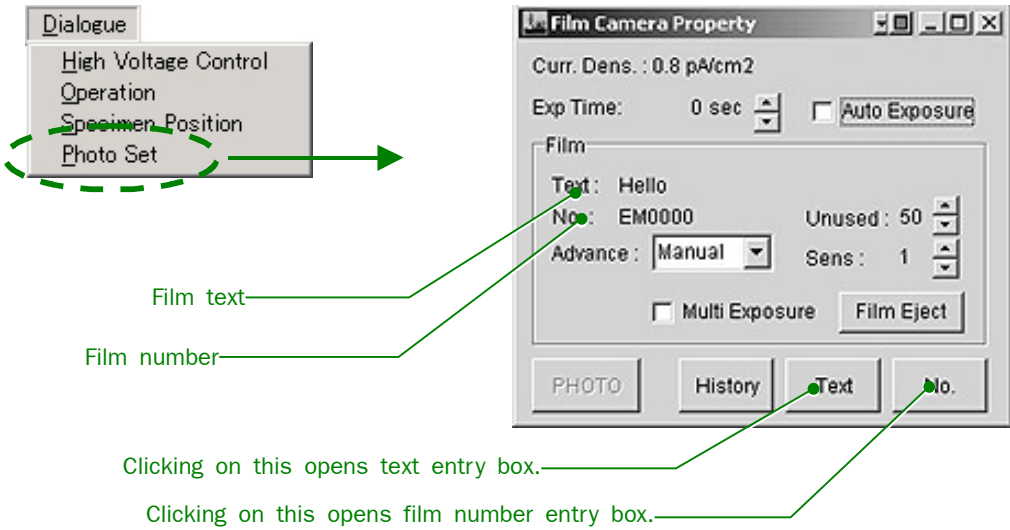 Dialogue
High Voltage Control
Operation
Specimen Position
Photo Set
Film Camera Property
Curr. Dens. : 0.8 pA/cm2
Exp Time: 0 sec Auto Exposure
Film
Text : Hello
No. : EM0000 Unused : 50
Advance : Manual Sens : 1
Multi Exposure Film Eject
PHOTO History Text No.
Film text
Film number
Clicking on this opens text entry box.
Clicking on this opens film number entry box.